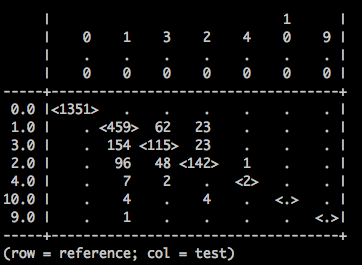 |                               1      |
      |    0    1    3    2    4    0    9 |
      |    .    .    .    .    .    .    . |
      |    0    0    0    0    0    0    0 |
-----+------------------------------------+
 0.0 |<1351>   .    .    .    .    .    . |
 1.0 |    . <459>  62   23    .    .    . |
 3.0 |    .  154 <115>  23    .    .    . |
 2.0 |    .   96   48 <142>   1    .    . |
 4.0 |    .    7    2    .   <2>   .    . |
10.0 |    .    4    .    4    .   <.>   . |
 9.0 |    .    1    .    .    .    .   <.>|
-----+------------------------------------+
(row = reference; col = test)